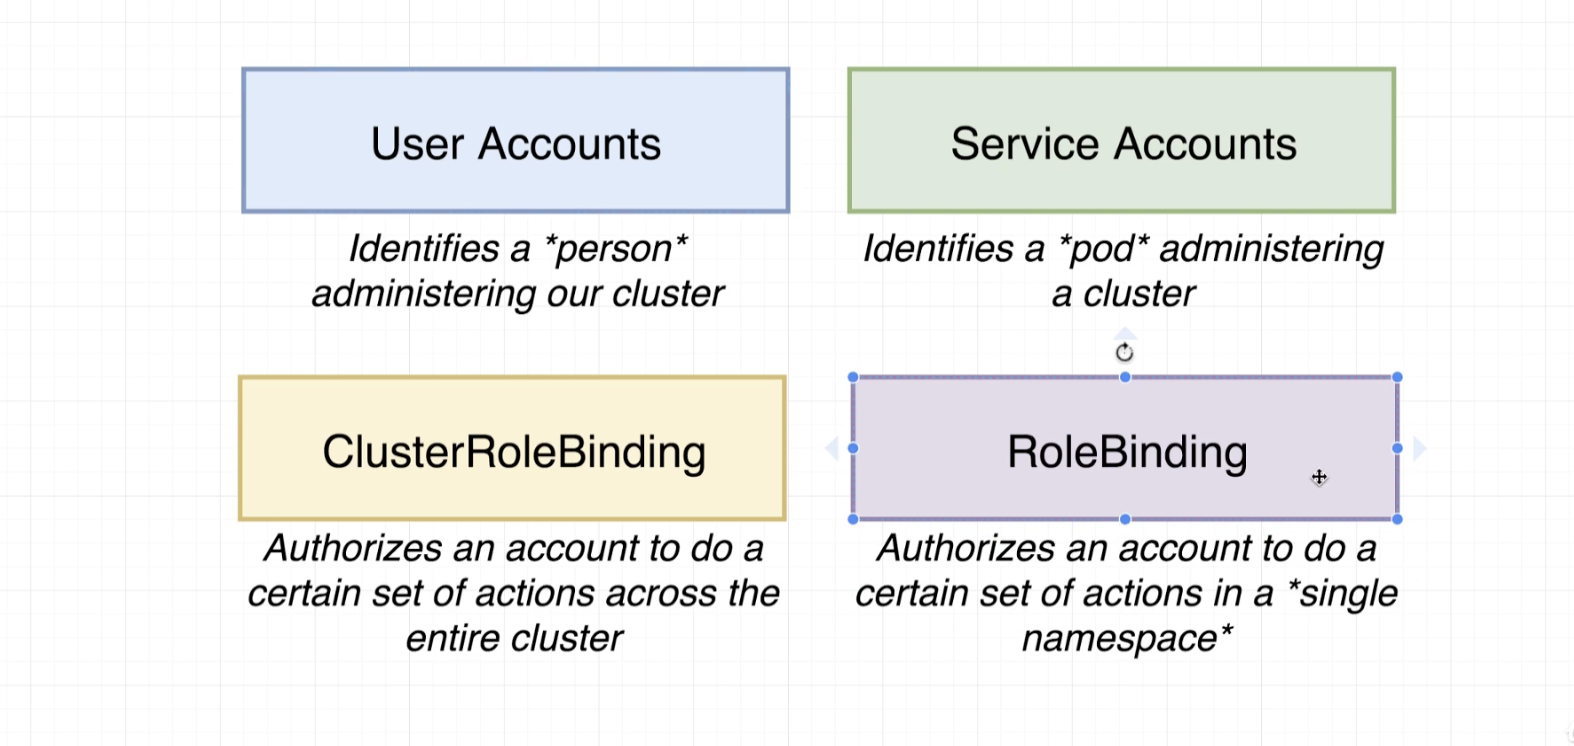 User Accounts
Service Accounts
Identifies a *person*
administering our cluster
Identifies a *pod* administering
a cluster
ClusterRoleBinding
RoleBinding
Authorizes an account to do a
certain set of actions across the
entire cluster
Authorizes an account to do a
certain set of actions in a *single
namespace*